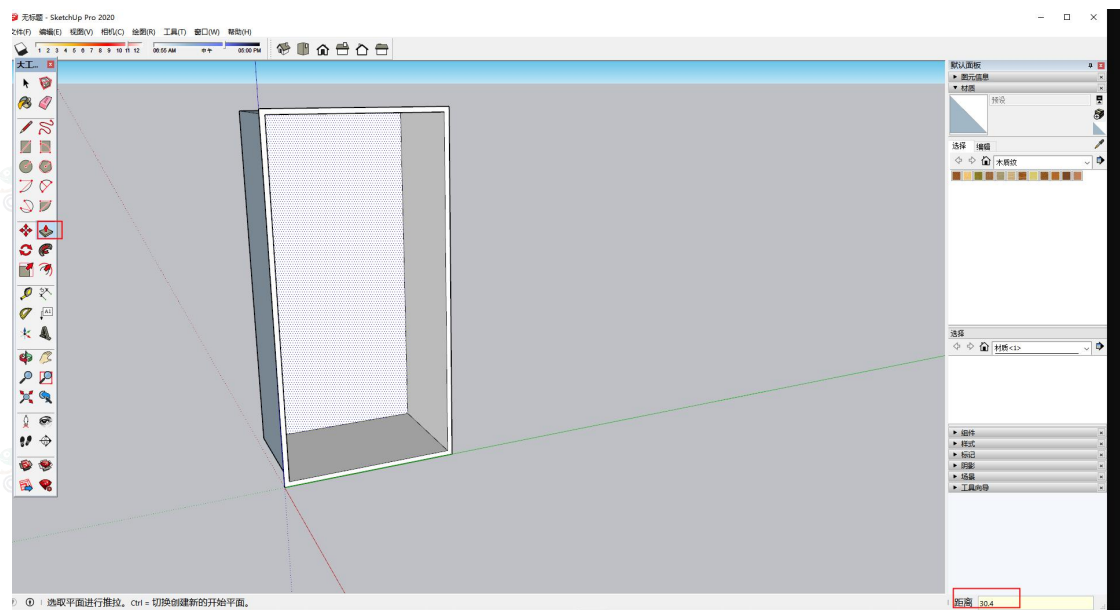 无标题 - SketchUp Pro 2020
文件(F) 编辑(E) 视图(V) 相机(C) 绘图(R) 工具(T) 窗口(W) 帮助(H)
1 2 3 4 5 6 7 8 9 10 11 12 08:55 AM 中午 05:00 PM
大工...
A1
默认面板
图元信息
材质
预设
选择 编辑
木质纹
选择
材质<1>
组件
样式
标记
阴影
场景
工具向导
选取平面进行推拉。Ctrl = 切换创建新的开始平面。
距离 30.4